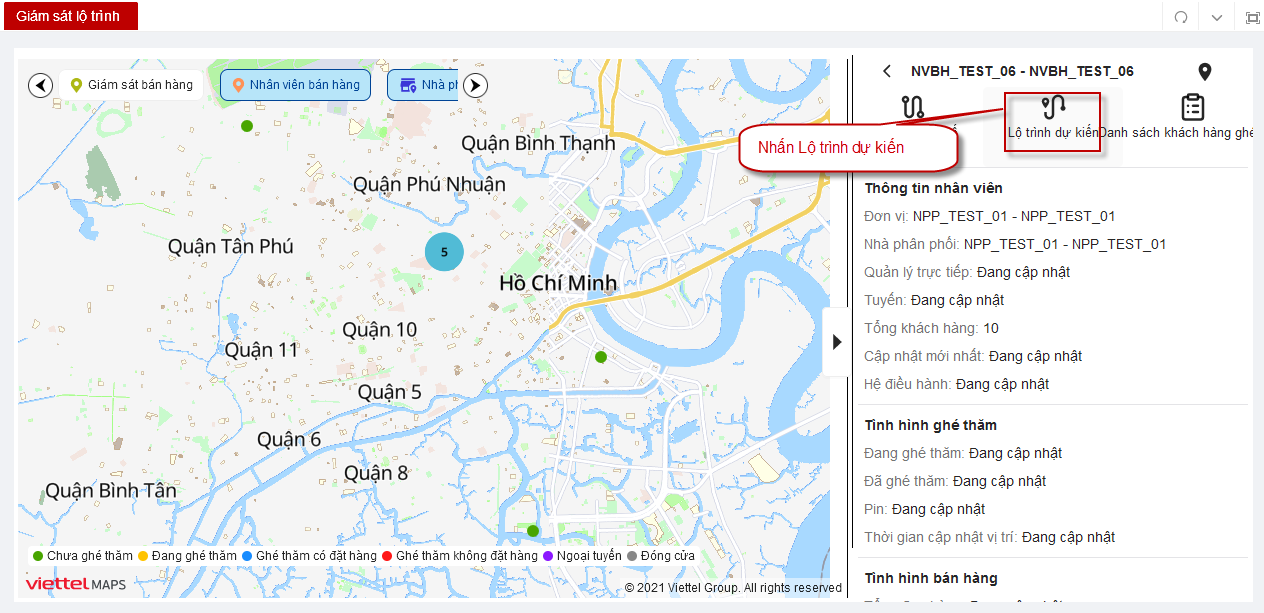 Giám sát lộ trình
Giám sát bán hàng
Nhân viên bán hàng
Nhà
NVBH_TEST_06 - NVBH_TEST_06
Lộ trình dự kiến
Danh sách khách hàng ghé
Nhấn Lộ trình dự kiến
Quận Bình Thạnh
Quận Phú Nhuận
Quận Tân Phú
5
Hồ Chí Minh
Quận 10
Quận 11
Quận 5
Quận 6
Quận 8
Quận Bình Tân
Chưa ghé thăm
Đang ghé thăm
Ghé thăm có đặt hàng
Ghé thăm không đặt hàng
Ngoại tuyến
Đóng cửa
viettel MAPS
© 2021 Viettel Group. All rights reserved
Thông tin nhân viên
Đơn vị: NPP_TEST_01 - NPP_TEST_01
Nhà phân phối: NPP_TEST_01 - NPP_TEST_01
Quản lý trực tiếp: Đang cập nhật
Tuyến: Đang cập nhật
Tổng khách hàng: 10
Cập nhật mới nhất: Đang cập nhật
Hệ điều hành: Đang cập nhật
Tình hình ghé thăm
Đang ghé thăm: Đang cập nhật
Đã ghé thăm: Đang cập nhật
Pin: Đang cập nhật
Thời gian cập nhật vị trí: Đang cập nhật
Tình hình bán hàng